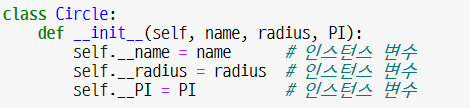 class Circle:
    def __init__(self, name, radius, PI):
        self.__name = name      # 인스턴스 변수
        self.__radius = radius  # 인스턴스 변수
        self.__PI = PI          # 인스턴스 변수